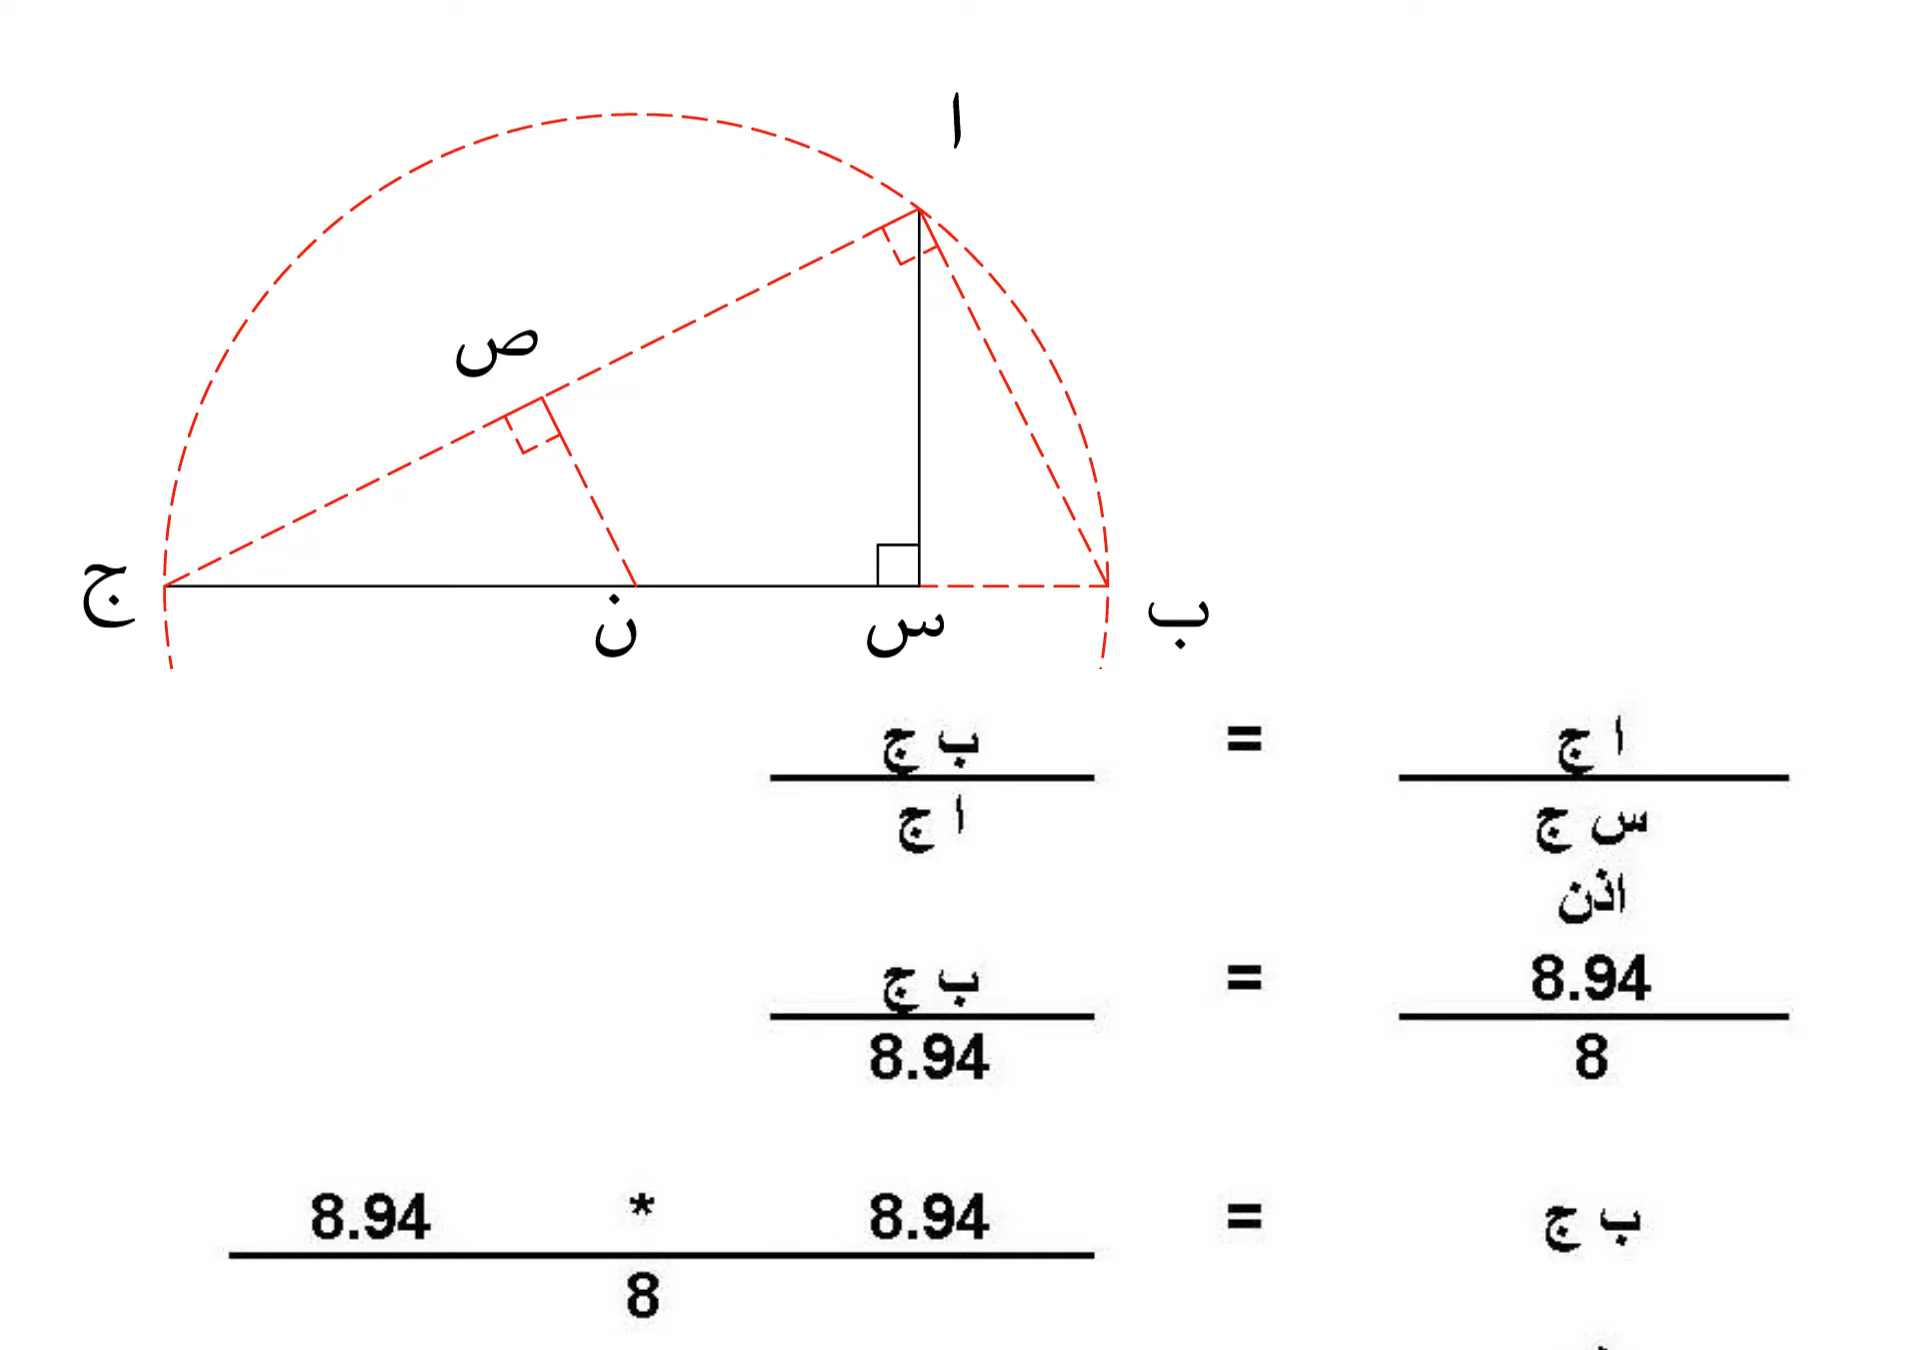 ا
ص
ج
ن
س
ب
ا ج = ب ج
س ج ا ج
اذن
8.94 = ب ج
8 8.94
ب ج = 8.94 * 8.94
8